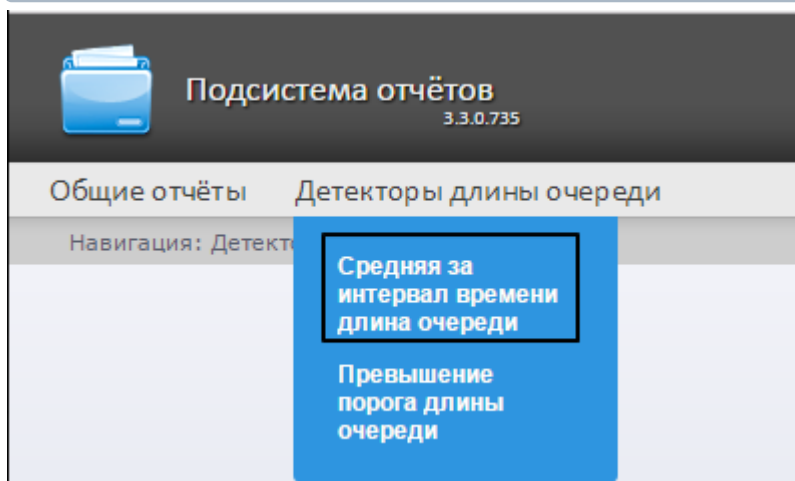 Подсистема отчётов
3.3.0.735
Общие отчёты Детекторы длины очереди
Навигация:
Средняя за
интервал времени
длина очереди
Превышение
порога длины
очереди